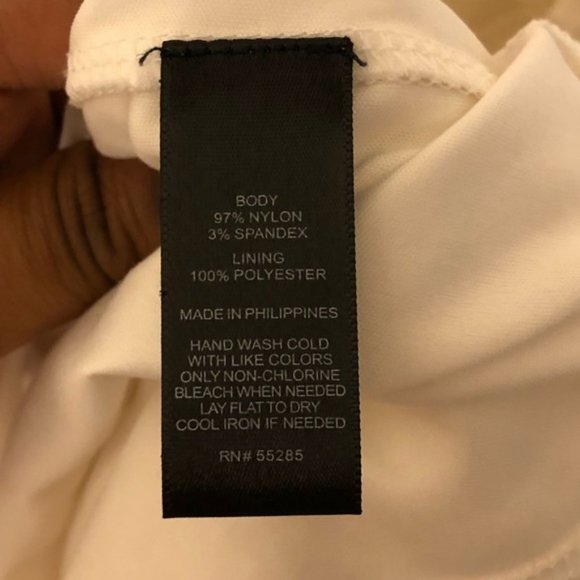 BODY
97% NYLON
3% SPANDEX
LINING
100% POLYESTER
MADE IN PHILIPPINES
HAND WASH COLD
WITH LIKE COLORS
ONLY NON-CHLORINE
BLEACH WHEN NEEDED
LAY FLAT TO DRY
COOL IRON IF NEEDED
RN# 55285